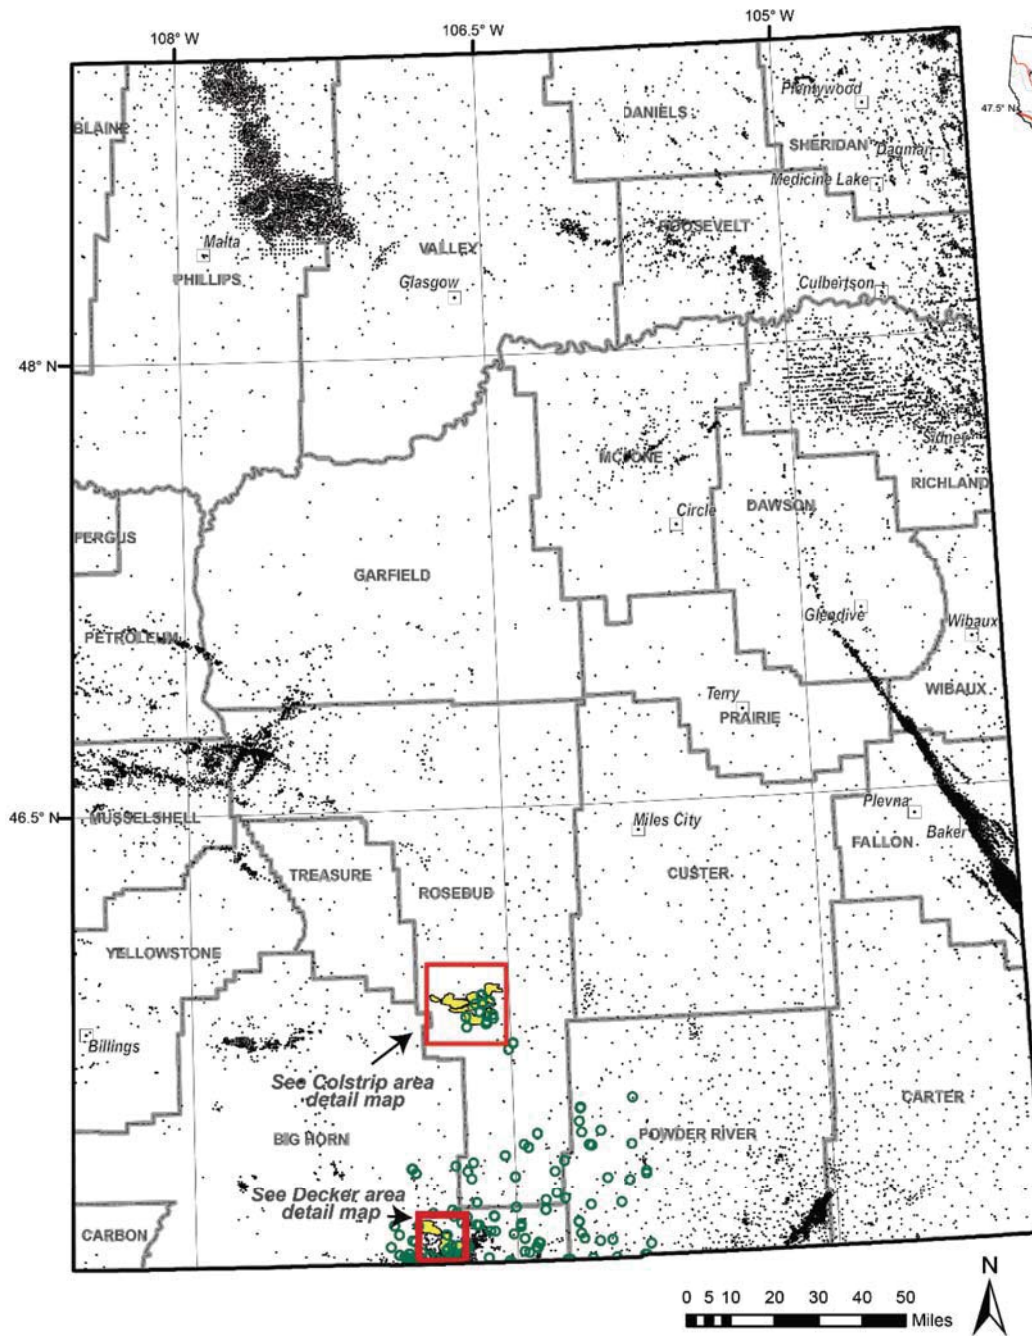 108° W
106.5° W
105° W
47.5° N
BLAINE
DANIELS
Plentywood
SHERIDAN
Dagmar
Medicine Lake
ROOSEVELT
VALLEY
Malta
PHILLIPS
Glasgow
Culbertson
48° N
Sidney
MCCONE
RICHLAND
Circle
DAWSON
FERGUS
GARFIELD
Glendive
Wibaux
PETROLEUM
WIBAUX
Terry
PRAIRIE
46.5° N
MUSSELSHELL
Miles City
Plevna
Baker
FALLON
TREASURE
CUSTER
ROSEBUD
YELLOWSTONE
Billings
See Colstrip area
detail map
CARTER
BIG HORN
POWDER RIVER
See Decker area
detail map
CARBON
N
0 5 10 20 30 40 50
Miles